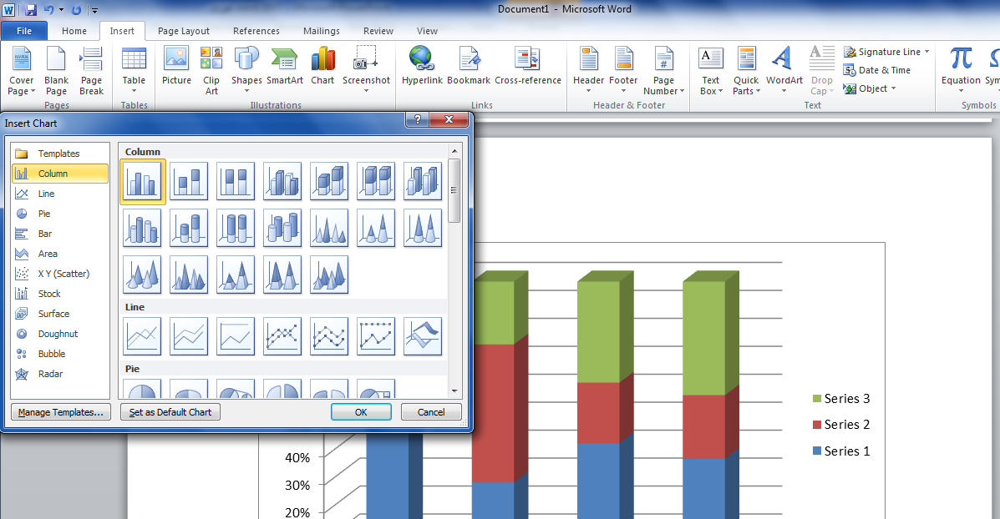 Document1 - Microsoft Word
File Home Insert Page Layout References Mailings Review View
Cover Page
Blank Page
Page Break
Table
Picture
Clip Art
Shapes
SmartArt
Chart
Screenshot
Hyperlink
Bookmark
Cross-reference
Header
Footer
Page Number
Text Box
Quick Parts
WordArt
Drop Cap
Signature Line
Date & Time
Object
Equation
Pages Tables Illustrations Links Header & Footer Text Symbols
Insert Chart
Templates
Column
Line
Pie
Bar
Area
X Y (Scatter)
Stock
Surface
Doughnut
Bubble
Radar
Column
Line
Pie
Manage Templates...
Set as Default Chart
OK
Cancel
40%
30%
20%
Series 3
Series 2
Series 1